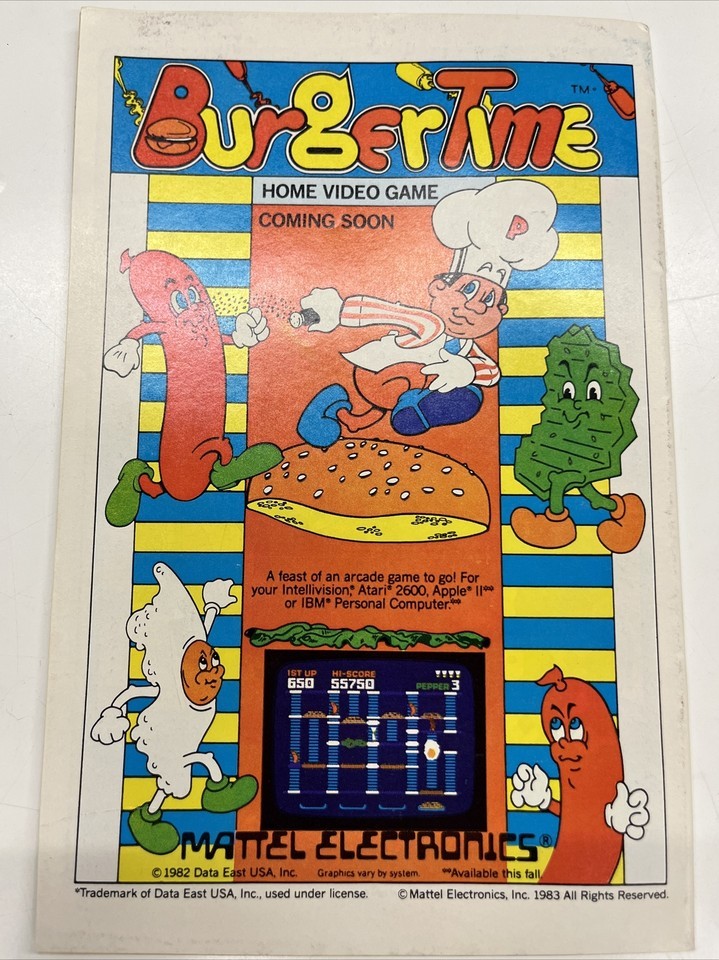 BurgerTime TM*
HOME VIDEO GAME
COMING SOON
P
A feast of an arcade game to go! For
your Intellivision,® Atari® 2600, Apple® II**
or IBM® Personal Computer.**
1ST UP HI-SCORE
650 55750 PEPPER 3
MATTEL ELECTRONICS®
© 1982 Data East USA, Inc. Graphics vary by system. **Available this fall.
*Trademark of Data East USA, Inc., used under license. © Mattel Electronics, Inc. 1983 All Rights Reserved.